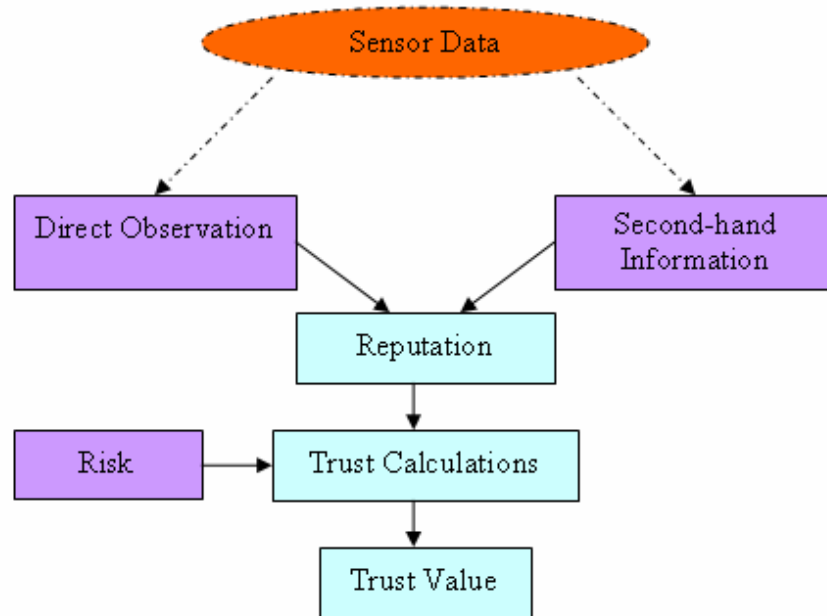 Sensor Data
Direct Observation
Second-hand
Information
Reputation
Risk
Trust Calculations
Trust Value